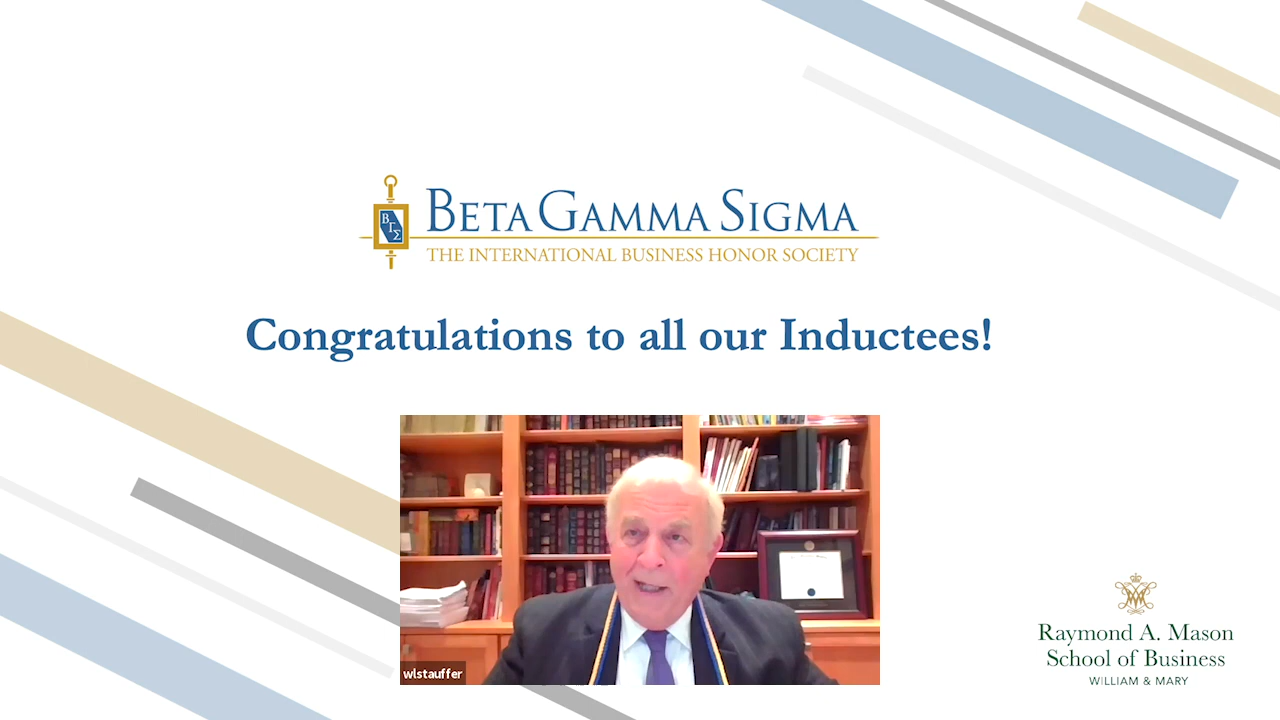 BETA GAMMA SIGMA
THE INTERNATIONAL BUSINESS HONOR SOCIETY
Β
Γ
Σ
Congratulations to all our Inductees!
wlstauffer
Raymond A. Mason
School of Business
WILLIAM & MARY